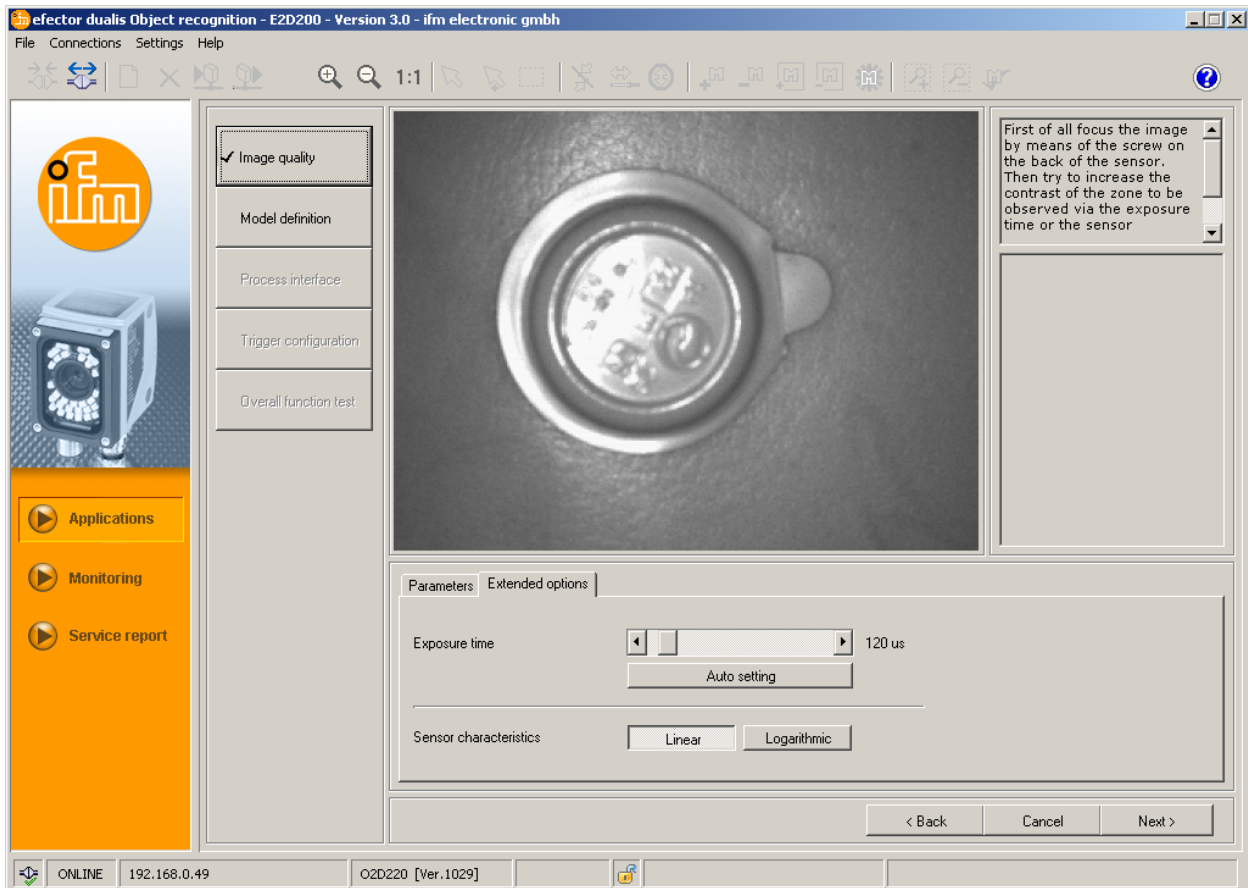 efector dualis Object recognition - E2D200 - Version 3.0 - ifm electronic gmbh
File Connections Settings Help
1:1
ifm
Image quality
Model definition
Process interface
Trigger configuration
Overall function test
First of all focus the image
by means of the screw on
the back of the sensor.
Then try to increase the
contrast of the zone to be
observed via the exposure
time or the sensor
Applications
Monitoring
Service report
Parameters Extended options
Exposure time
120 us
Auto setting
Sensor characteristics
Linear Logarithmic
< Back Cancel Next >
ONLINE 192.168.0.49 O2D220 [Ver.1029]